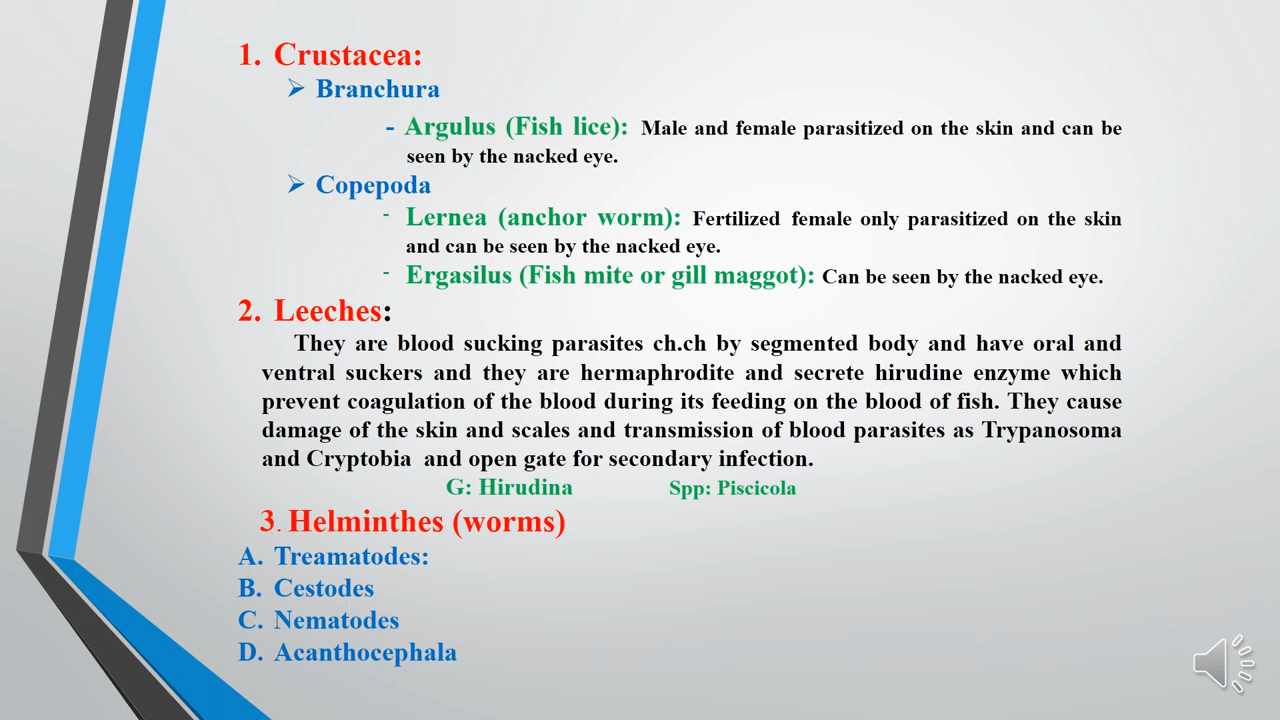 1. Crustacea:
➢ Branchura
- Argulus (Fish lice): Male and female parasitized on the skin and can be
seen by the nacked eye.
➢ Copepoda
- Lernea (anchor worm): Fertilized female only parasitized on the skin
and can be seen by the nacked eye.
- Ergasilus (Fish mite or gill maggot): Can be seen by the nacked eye.
2. Leeches:
They are blood sucking parasites ch.ch by segmented body and have oral and
ventral suckers and they are hermaphrodite and secrete hirudine enzyme which
prevent coagulation of the blood during its feeding on the blood of fish. They cause
damage of the skin and scales and transmission of blood parasites as Trypanosoma
and Cryptobia and open gate for secondary infection.
G: Hirudina Spp: Piscicola
3. Helminthes (worms)
A. Treamatodes:
B. Cestodes
C. Nematodes
D. Acanthocephala